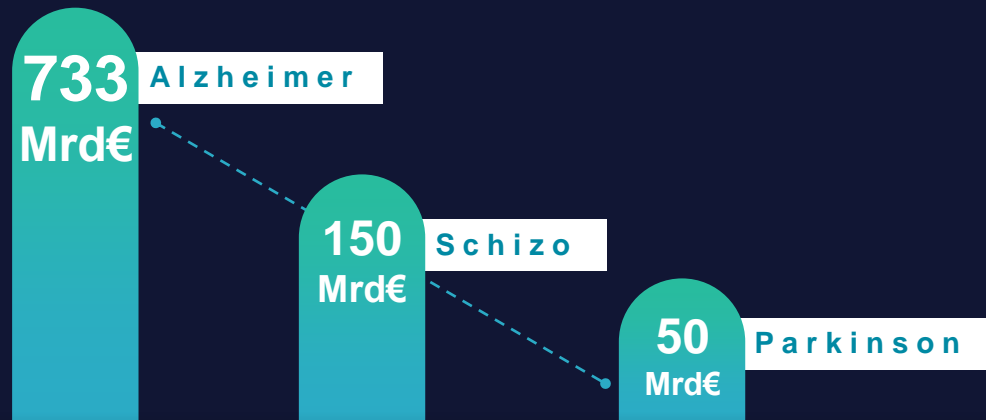 733
Mrd€
Alzheimer
150
Mrd€
Schizo
50
Mrd€
Parkinson